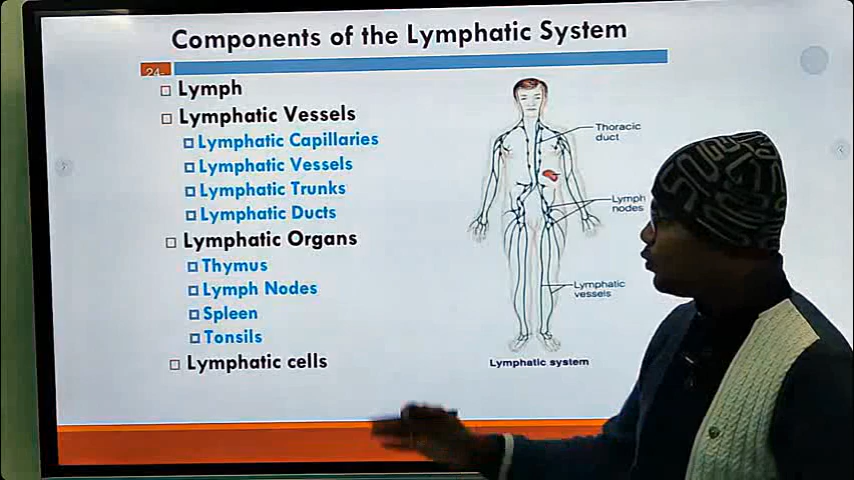 Components of the Lymphatic System
24-
Lymph
Lymphatic Vessels
Lymphatic Capillaries
Lymphatic Vessels
Lymphatic Trunks
Lymphatic Ducts
Lymphatic Organs
Thymus
Lymph Nodes
Spleen
Tonsils
Lymphatic cells
Thoracic
duct
Lymph
nodes
Lymphatic
vessels
Lymphatic system